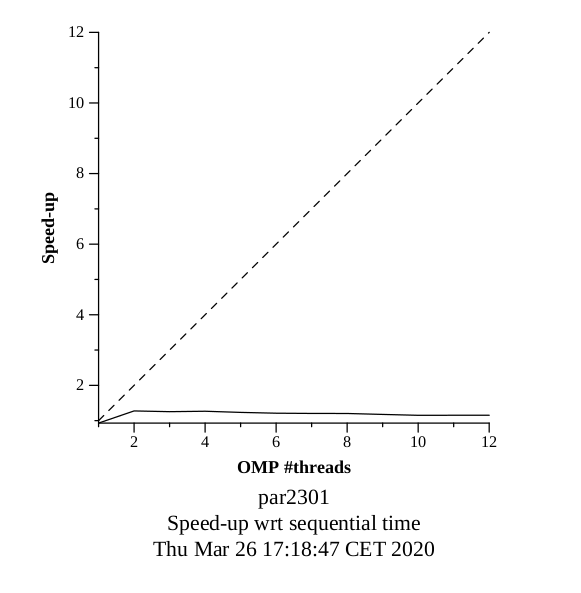 12
10
8
6
4
2
Speed-up
2 4 6 8 10 12
OMP #threads
par2301
Speed-up wrt sequential time
Thu Mar 26 17:18:47 CET 2020